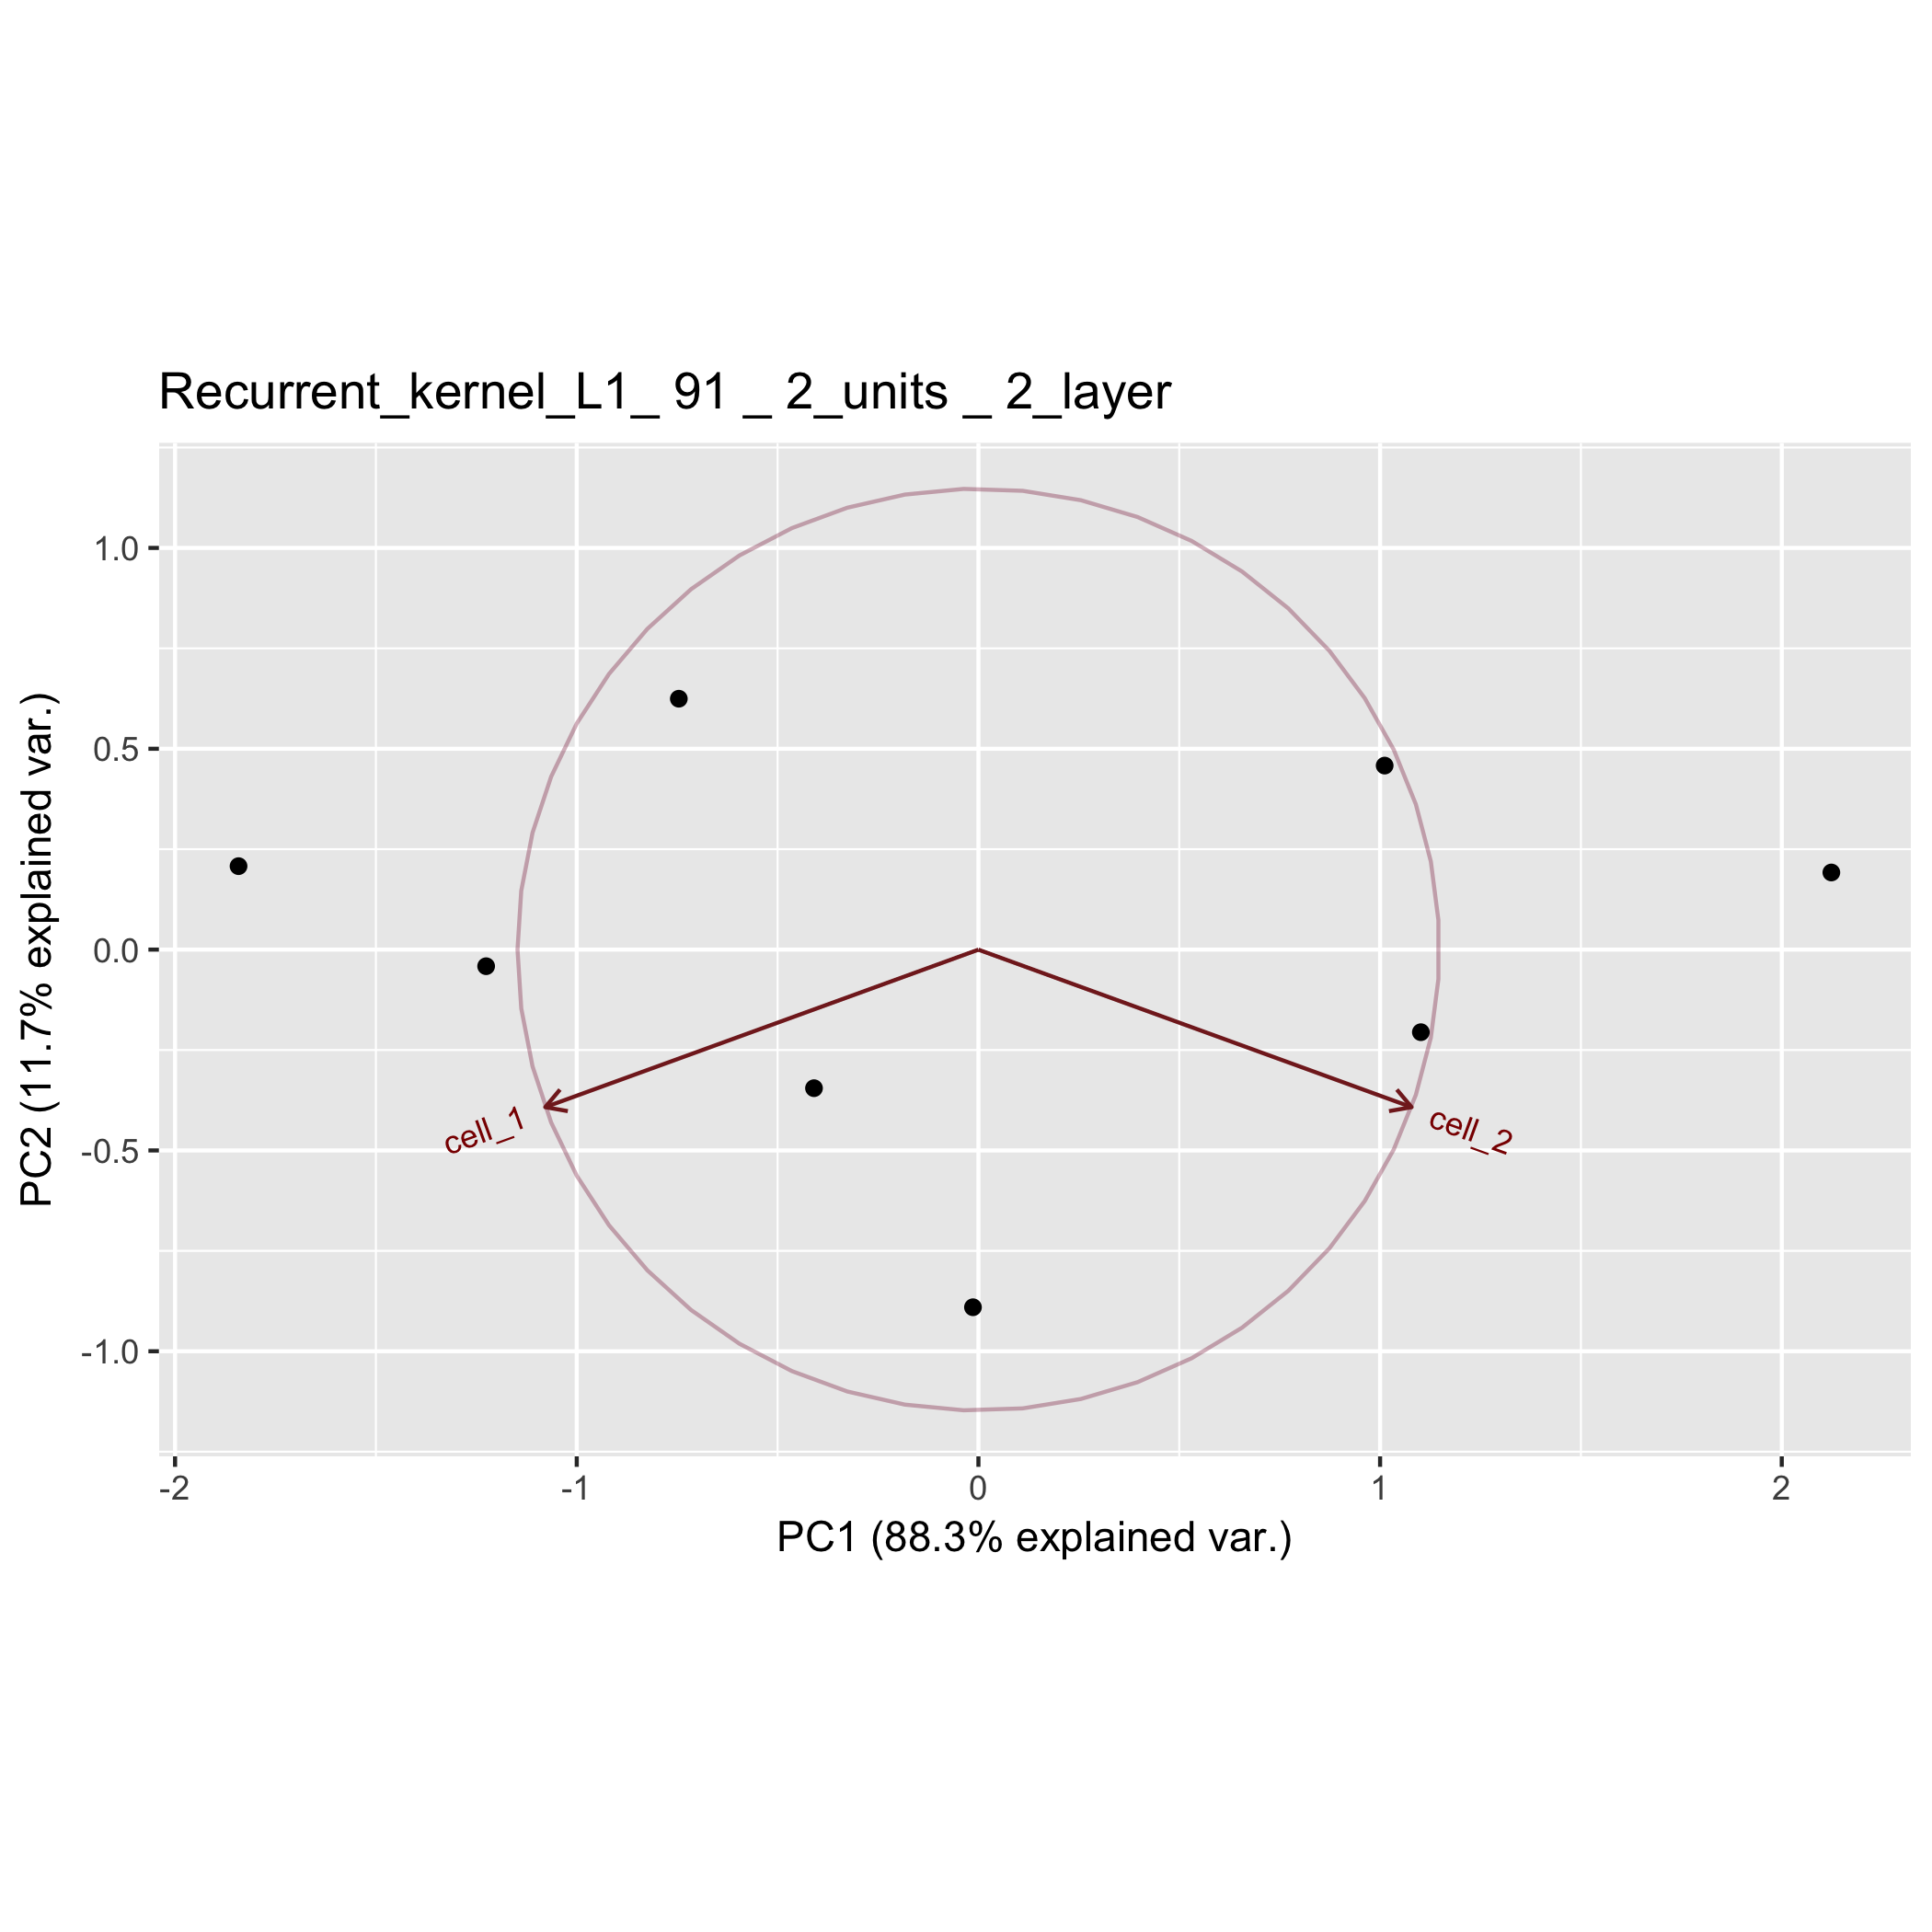 Recurrent_kernel_L1_ 91 _ 2_units _ 2_layer
1.0
0.5
0.0
-0.5
-1.0
PC2 (11.7% explained var.)
cell_1
cell_2
-2 -1 0 1 2
PC1 (88.3% explained var.)